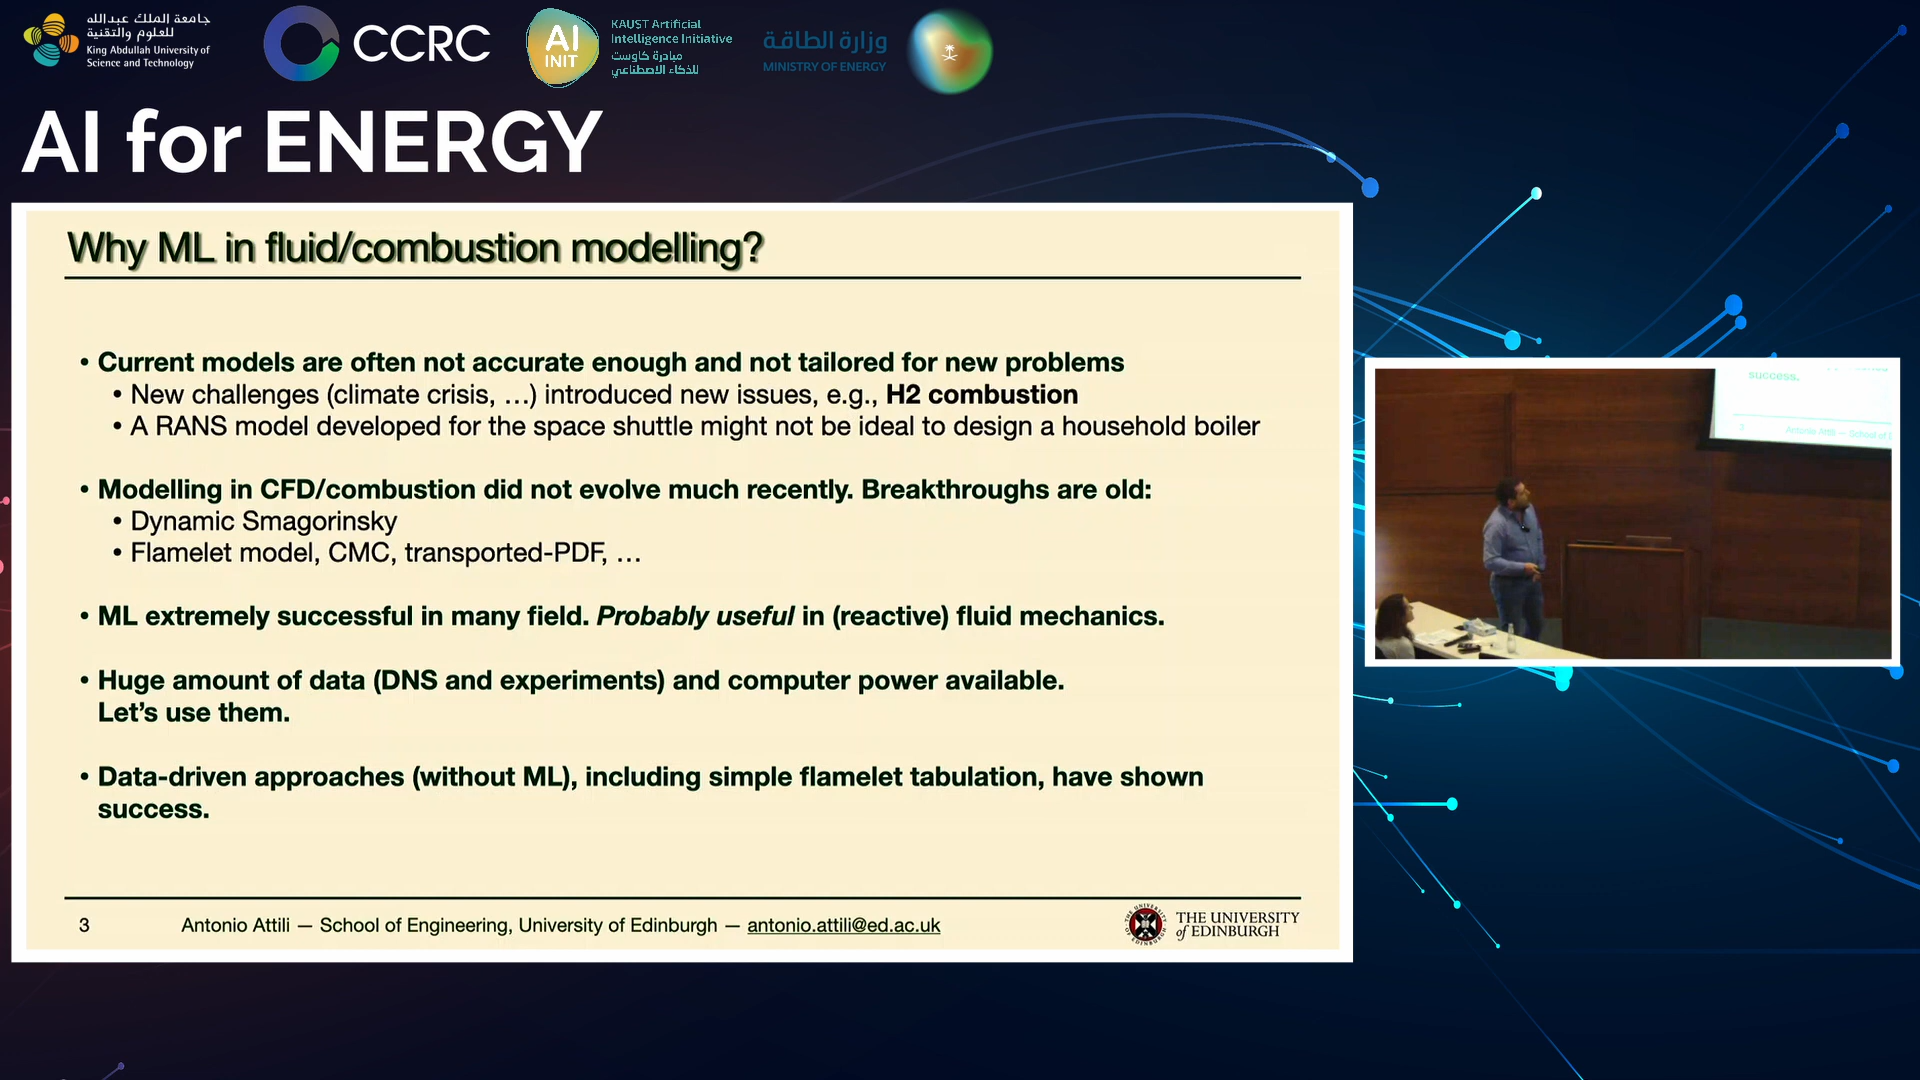 جامعة الملك عبدالله
للعلوم والتقنية
King Abdullah University of
Science and Technology
CCRC
AI
INIT
KAUST Artificial
Intelligence Initiative
مبادرة كاوست
للذكاء الاصطناعي
وزارة الطاقة
MINISTRY OF ENERGY
AI for ENERGY
Why ML in fluid/combustion modelling?
• Current models are often not accurate enough and not tailored for new problems
• New challenges (climate crisis, …) introduced new issues, e.g., H2 combustion
• A RANS model developed for the space shuttle might not be ideal to design a household boiler
• Modelling in CFD/combustion did not evolve much recently. Breakthroughs are old:
• Dynamic Smagorinsky
• Flamelet model, CMC, transported-PDF, …
• ML extremely successful in many field. Probably useful in (reactive) fluid mechanics.
• Huge amount of data (DNS and experiments) and computer power available.
Let's use them.
• Data-driven approaches (without ML), including simple flamelet tabulation, have shown
success.
3 Antonio Attili — School of Engineering, University of Edinburgh — antonio.attili@ed.ac.uk
THE UNIVERSITY
of EDINBURGH
success.
3 Antonio Attili — School of